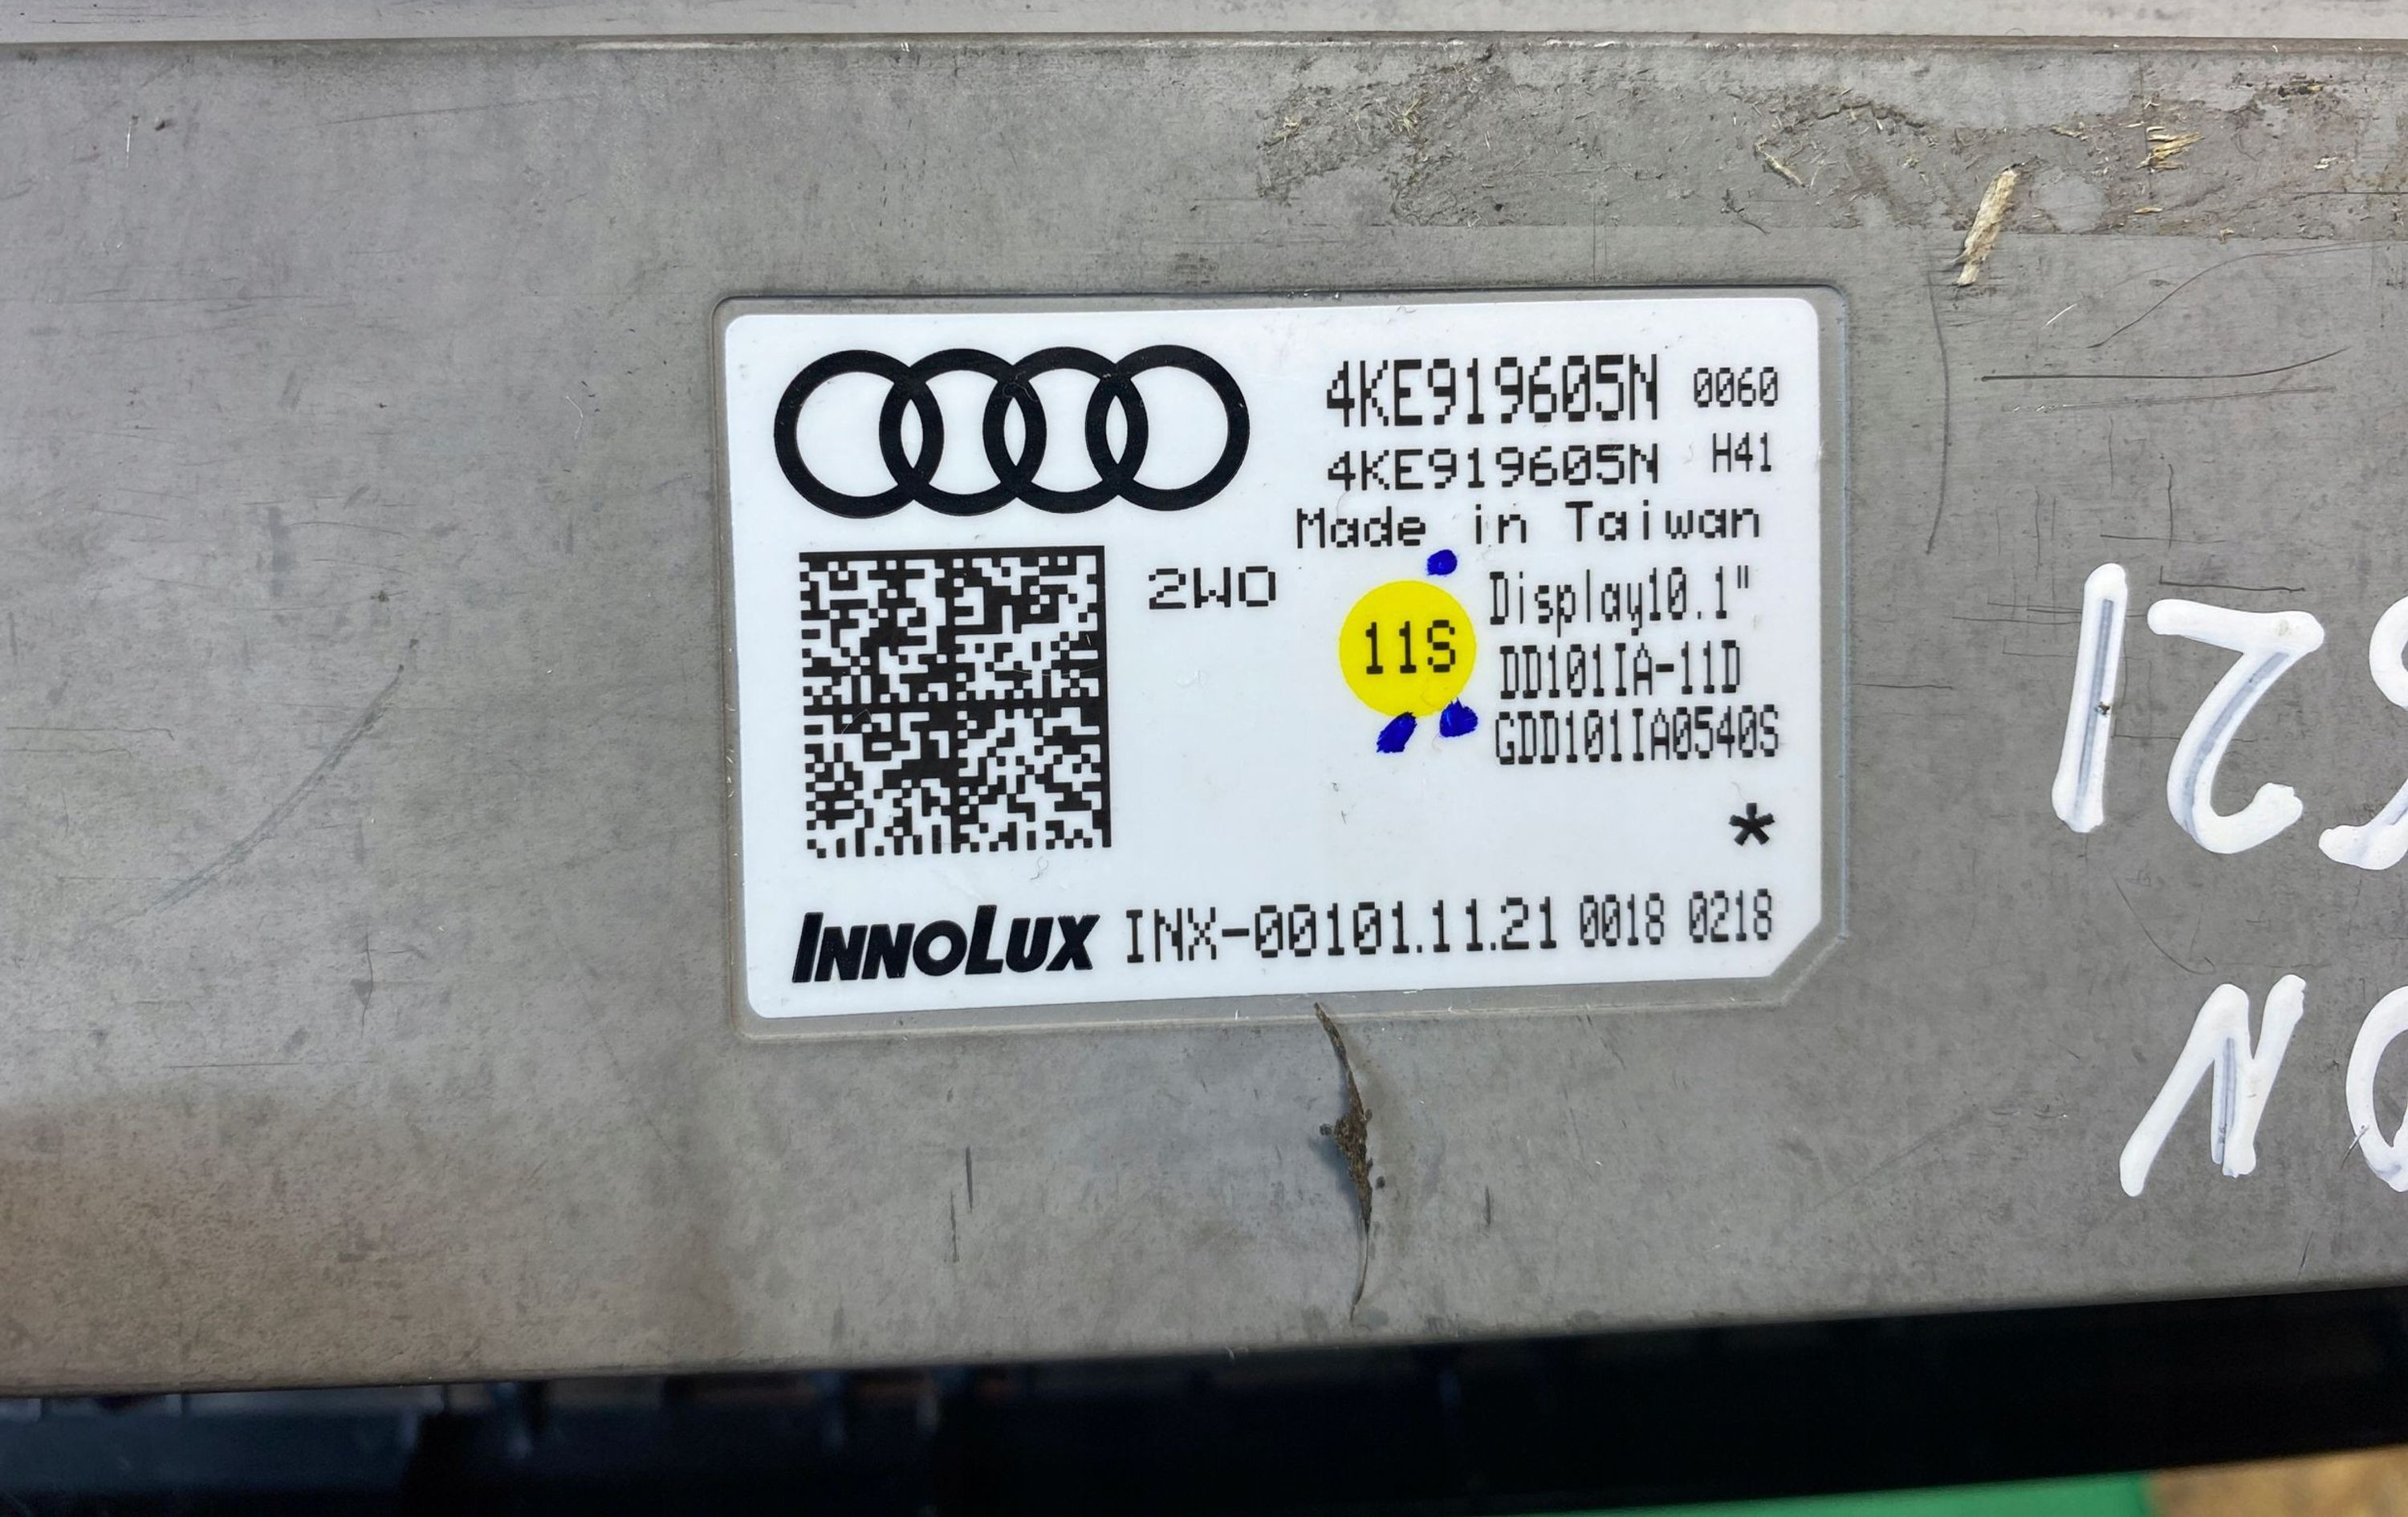 4KE919605N 0060
4KE919605N H41
Made in Taiwan
2WO
11S
Display10.1"
DD101IA-11D
GDD101IA0540S
*
INNOLUX INX-00101.11.21 0018 0218